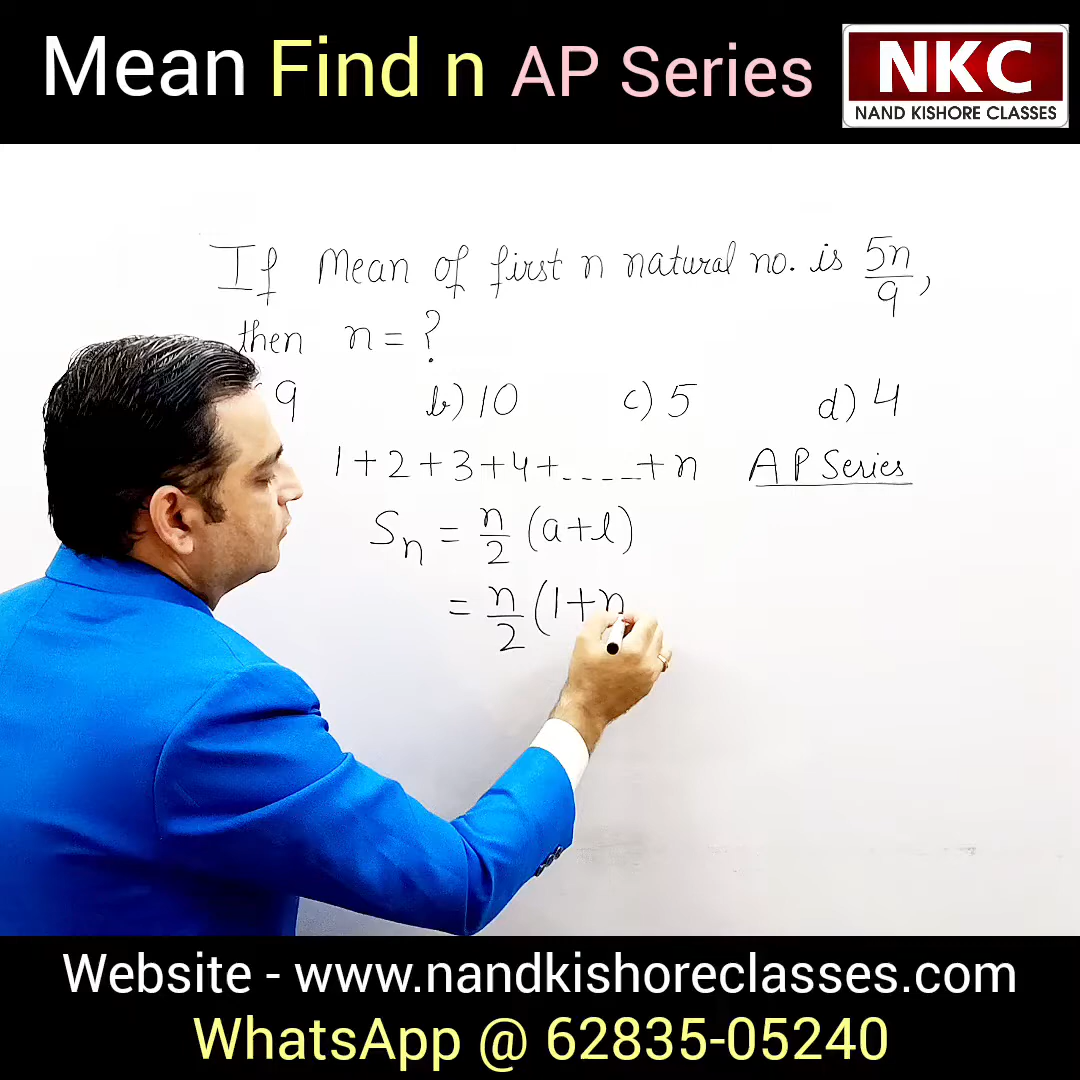 Mean Find n AP Series
NKC
NAND KISHORE CLASSES
If Mean of first n natural no. is 5n/9,
then n = ?
9 b) 10 c) 5 d) 4
1 + 2 + 3 + 4 + ..... + n AP Series
Sn = n/2 (a + l)
= n/2 (1 + n
Website - www.nandkishoreclasses.com
WhatsApp @ 62835-05240